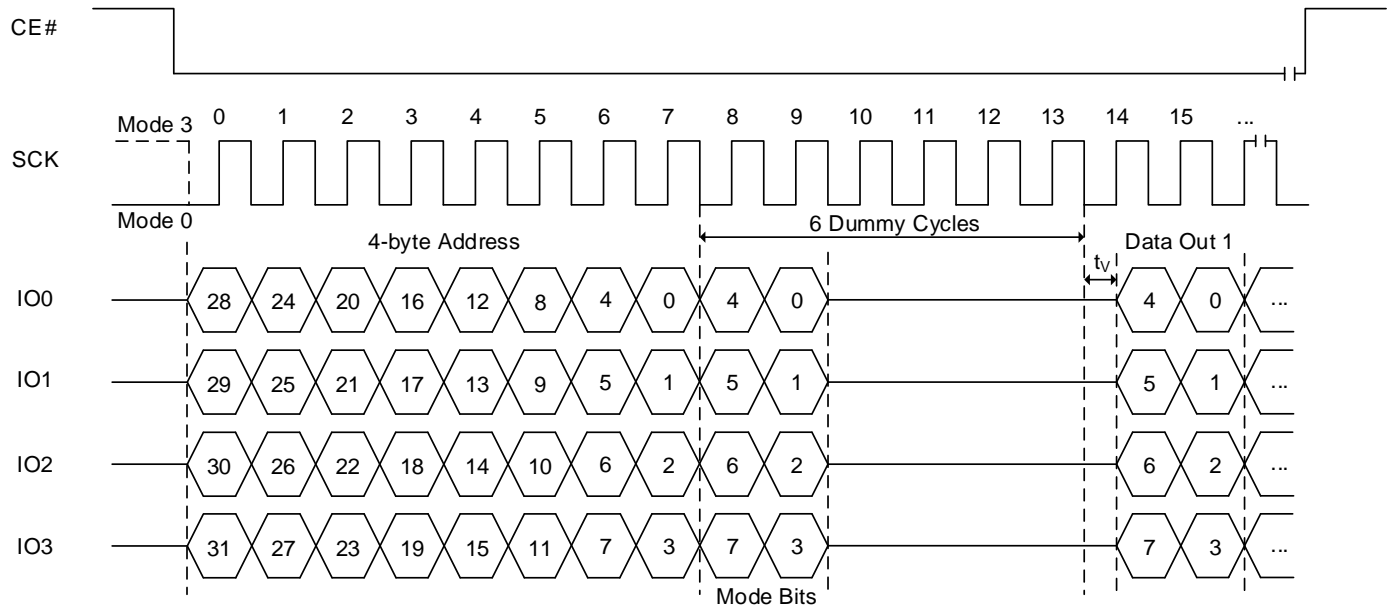 CE#
0 1 2 3 4 5 6 7 8 9 10 11 12 13 14 15 ...
Mode 3
SCK
Mode 0
6 Dummy Cycles
4-byte Address
Data Out 1
tV
IO0 28 24 20 16 12 8 4 0 4 0 4 0 ...
IO1 29 25 21 17 13 9 5 1 5 1 5 1 ...
IO2 30 26 22 18 14 10 6 2 6 2 6 2 ...
IO3 31 27 23 19 15 11 7 3 7 3 7 3 ...
Mode Bits